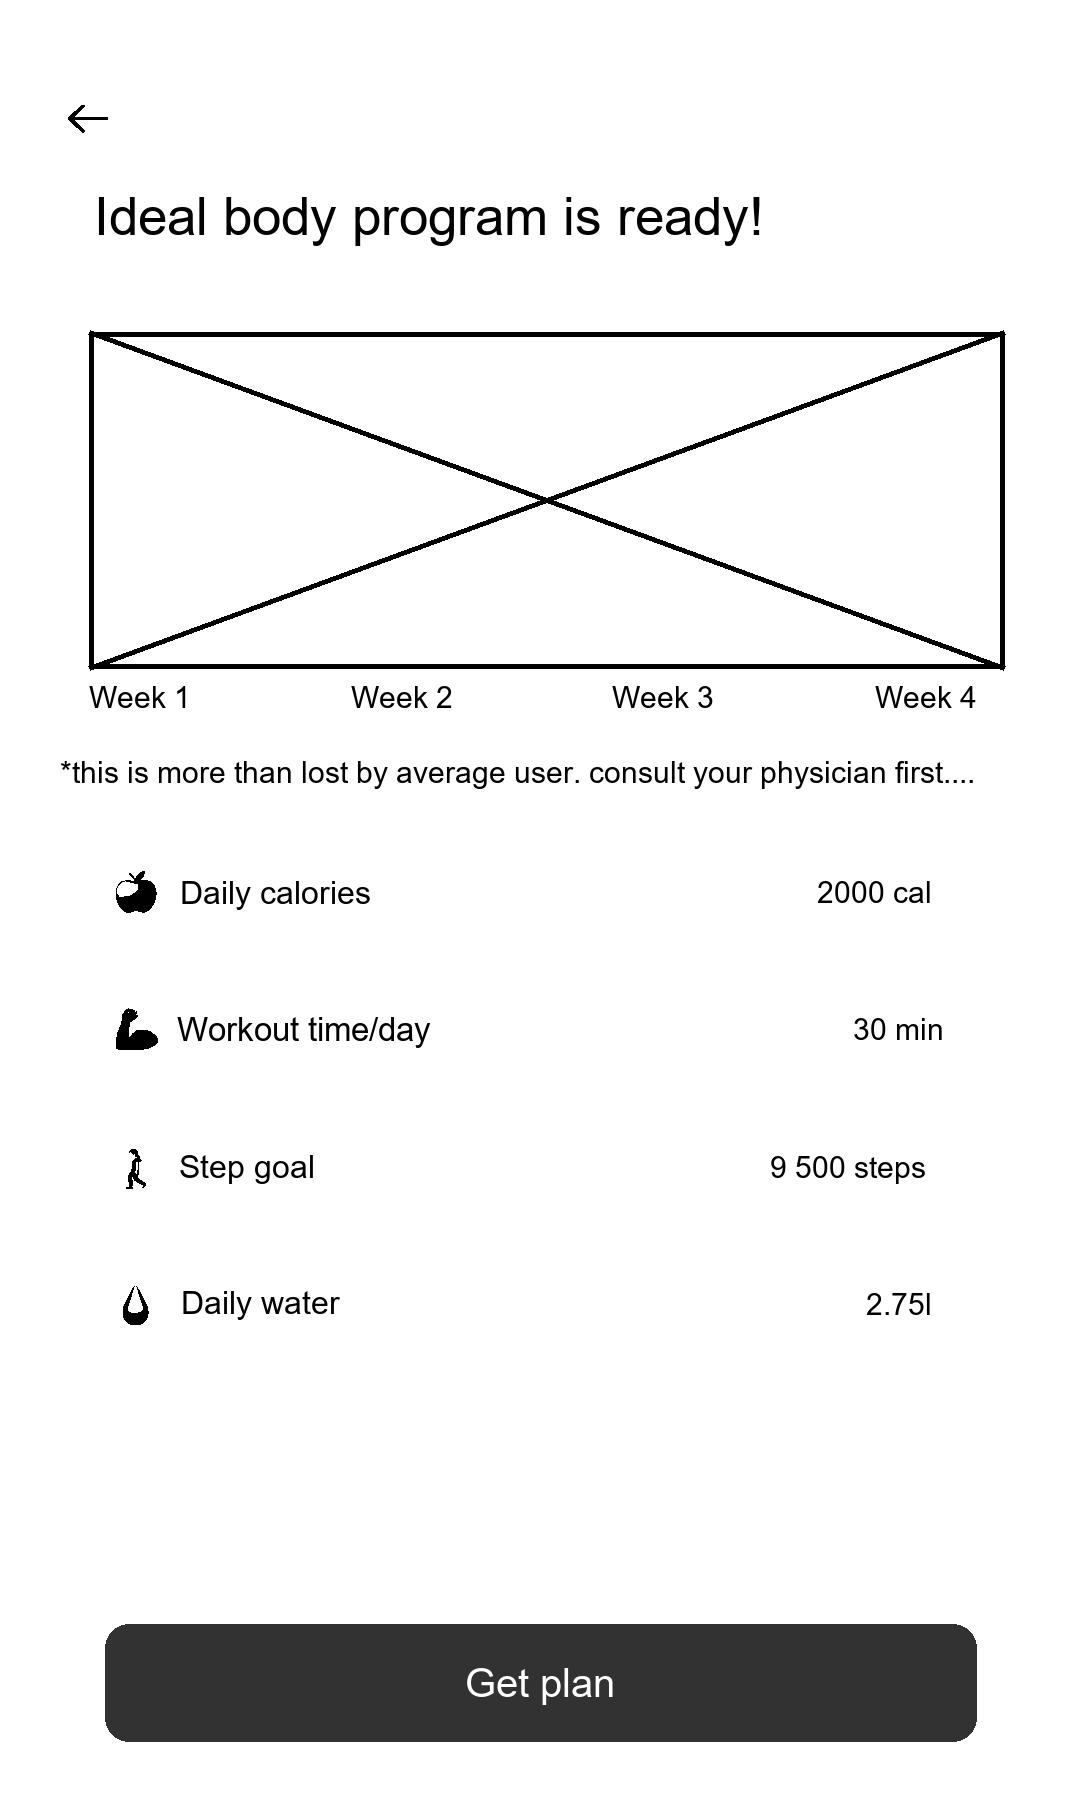 Ideal body program is ready!
Week 1 Week 2 Week 3 Week 4
*this is more than lost by average user. consult your physician first....
Daily calories 2000 cal
Workout time/day 30 min
Step goal 9 500 steps
Daily water 2.75l
Get plan